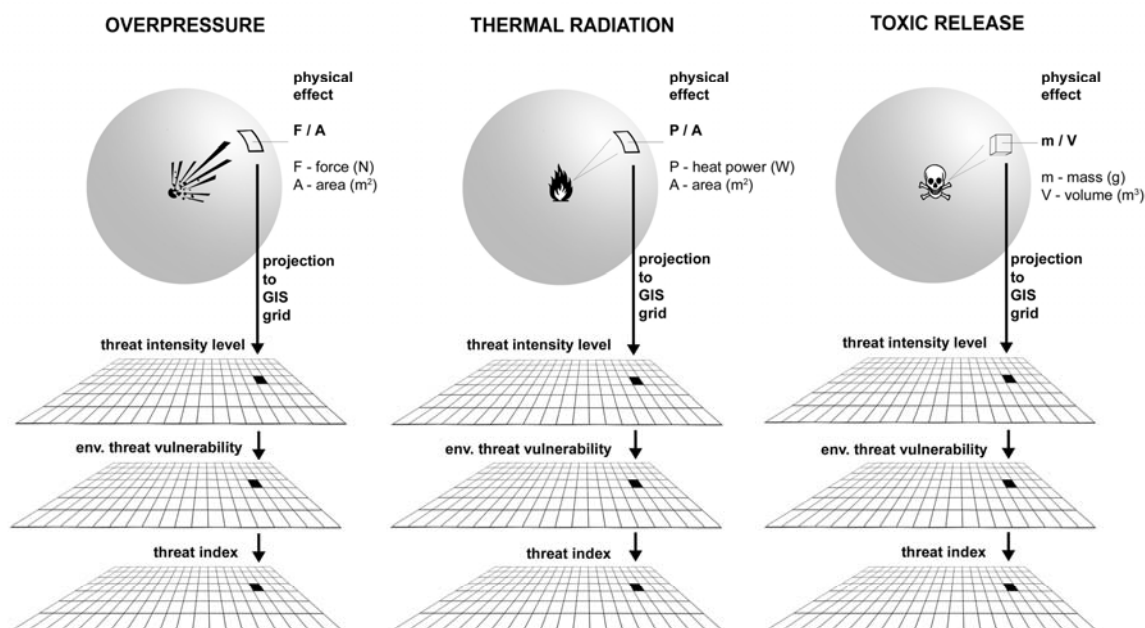 OVERPRESSURE
physical
effect
F / A
F - force (N)
A - area (m²)
projection
to
GIS
grid
threat intensity level
env. threat vulnerability
threat index
THERMAL RADIATION
physical
effect
P / A
P - heat power (W)
A - area (m²)
projection
to
GIS
grid
threat intensity level
env. threat vulnerability
threat index
TOXIC RELEASE
physical
effect
m / V
m - mass (g)
V - volume (m³)
projection
to
GIS
grid
threat intensity level
env. threat vulnerability
threat index